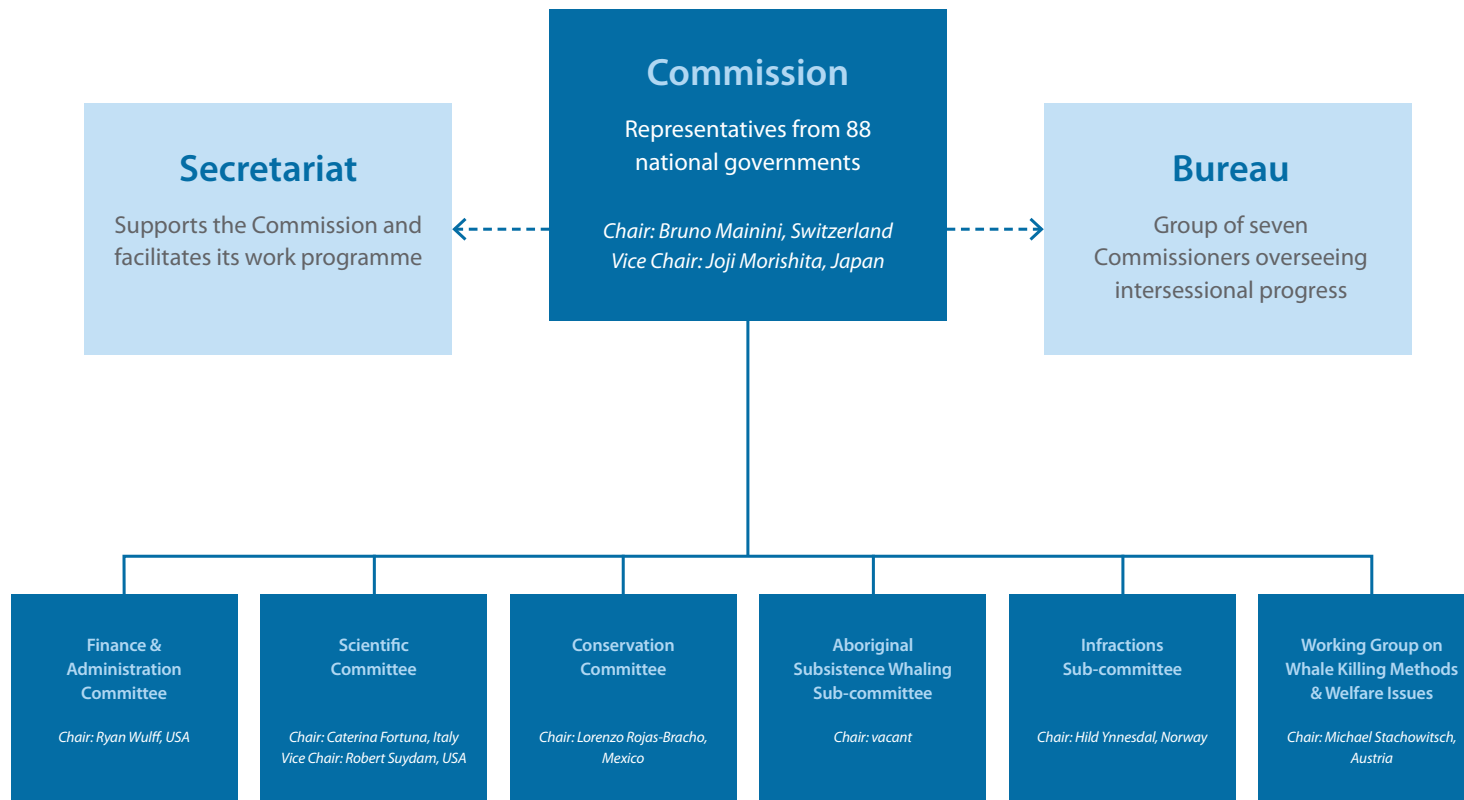 Commission
Representatives from 88
national governments
Chair: Bruno Mainini, Switzerland
Vice Chair: Joji Morishita, Japan
Secretariat
Supports the Commission and
facilitates its work programme
Bureau
Group of seven
Commissioners overseeing
intersessional progress
Finance &
Administration
Committee
Chair: Ryan Wulff, USA
Scientific
Committee
Chair: Caterina Fortuna, Italy
Vice Chair: Robert Suydam, USA
Conservation
Committee
Chair: Lorenzo Rojas-Bracho,
Mexico
Aboriginal
Subsistence Whaling
Sub-committee
Chair: vacant
Infractions
Sub-committee
Chair: Hild Ynnesdal, Norway
Working Group on
Whale Killing Methods
& Welfare Issues
Chair: Michael Stachowitsch,
Austria